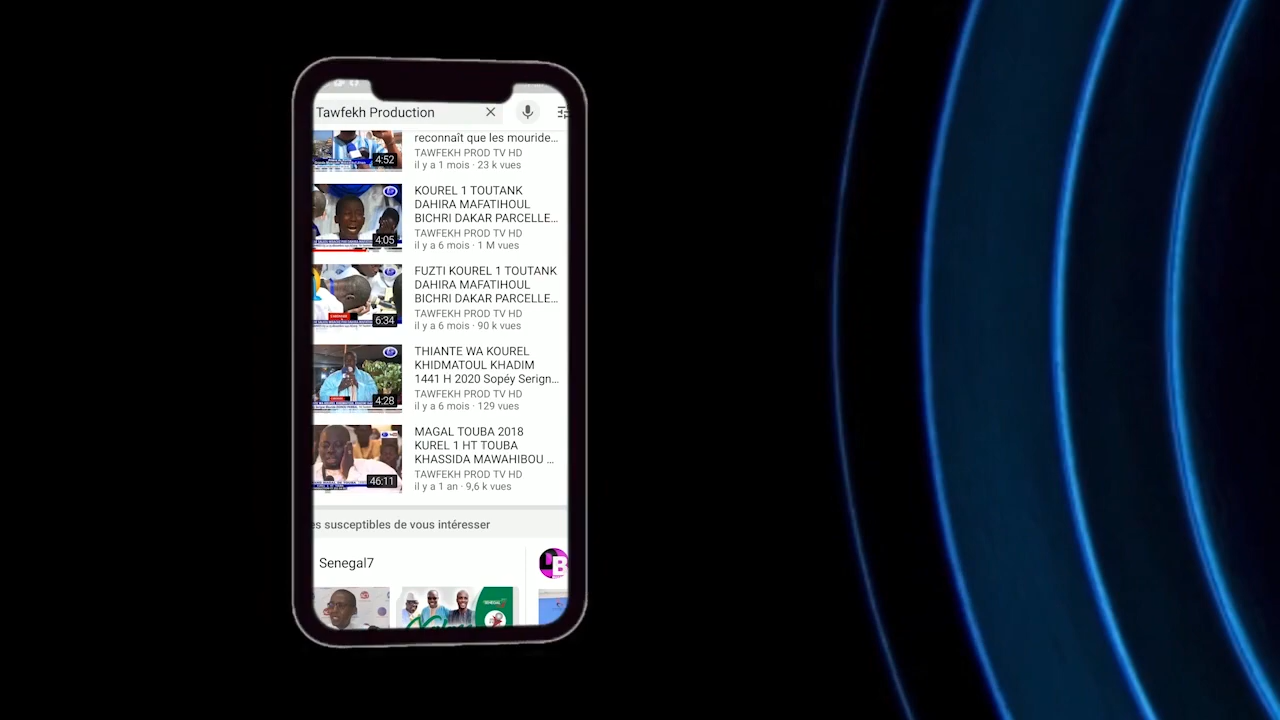 Tawfekh Production
reconnaît que les mouride...
TAWFEKH PROD TV HD
il y a 1 mois · 23 k vues
4:52
KOUREL 1 TOUTANK
DAHIRA MAFATIHOUL
BICHRI DAKAR PARCELLE...
TAWFEKH PROD TV HD
il y a 6 mois · 1 M vues
4:05
FUZTI KOUREL 1 TOUTANK
DAHIRA MAFATIHOUL
BICHRI DAKAR PARCELLE...
TAWFEKH PROD TV HD
il y a 6 mois · 90 k vues
6:34
THIANTE WA KOUREL
KHIDMATOUL KHADIM
1441 H 2020 Sopéy Serign...
TAWFEKH PROD TV HD
il y a 6 mois · 129 vues
4:28
MAGAL TOUBA 2018
KUREL 1 HT TOUBA
KHASSIDA MAWAHIBOU ...
TAWFEKH PROD TV HD
il y a 1 an · 9,6 k vues
46:11
es susceptibles de vous intéresser
Senegal7
B